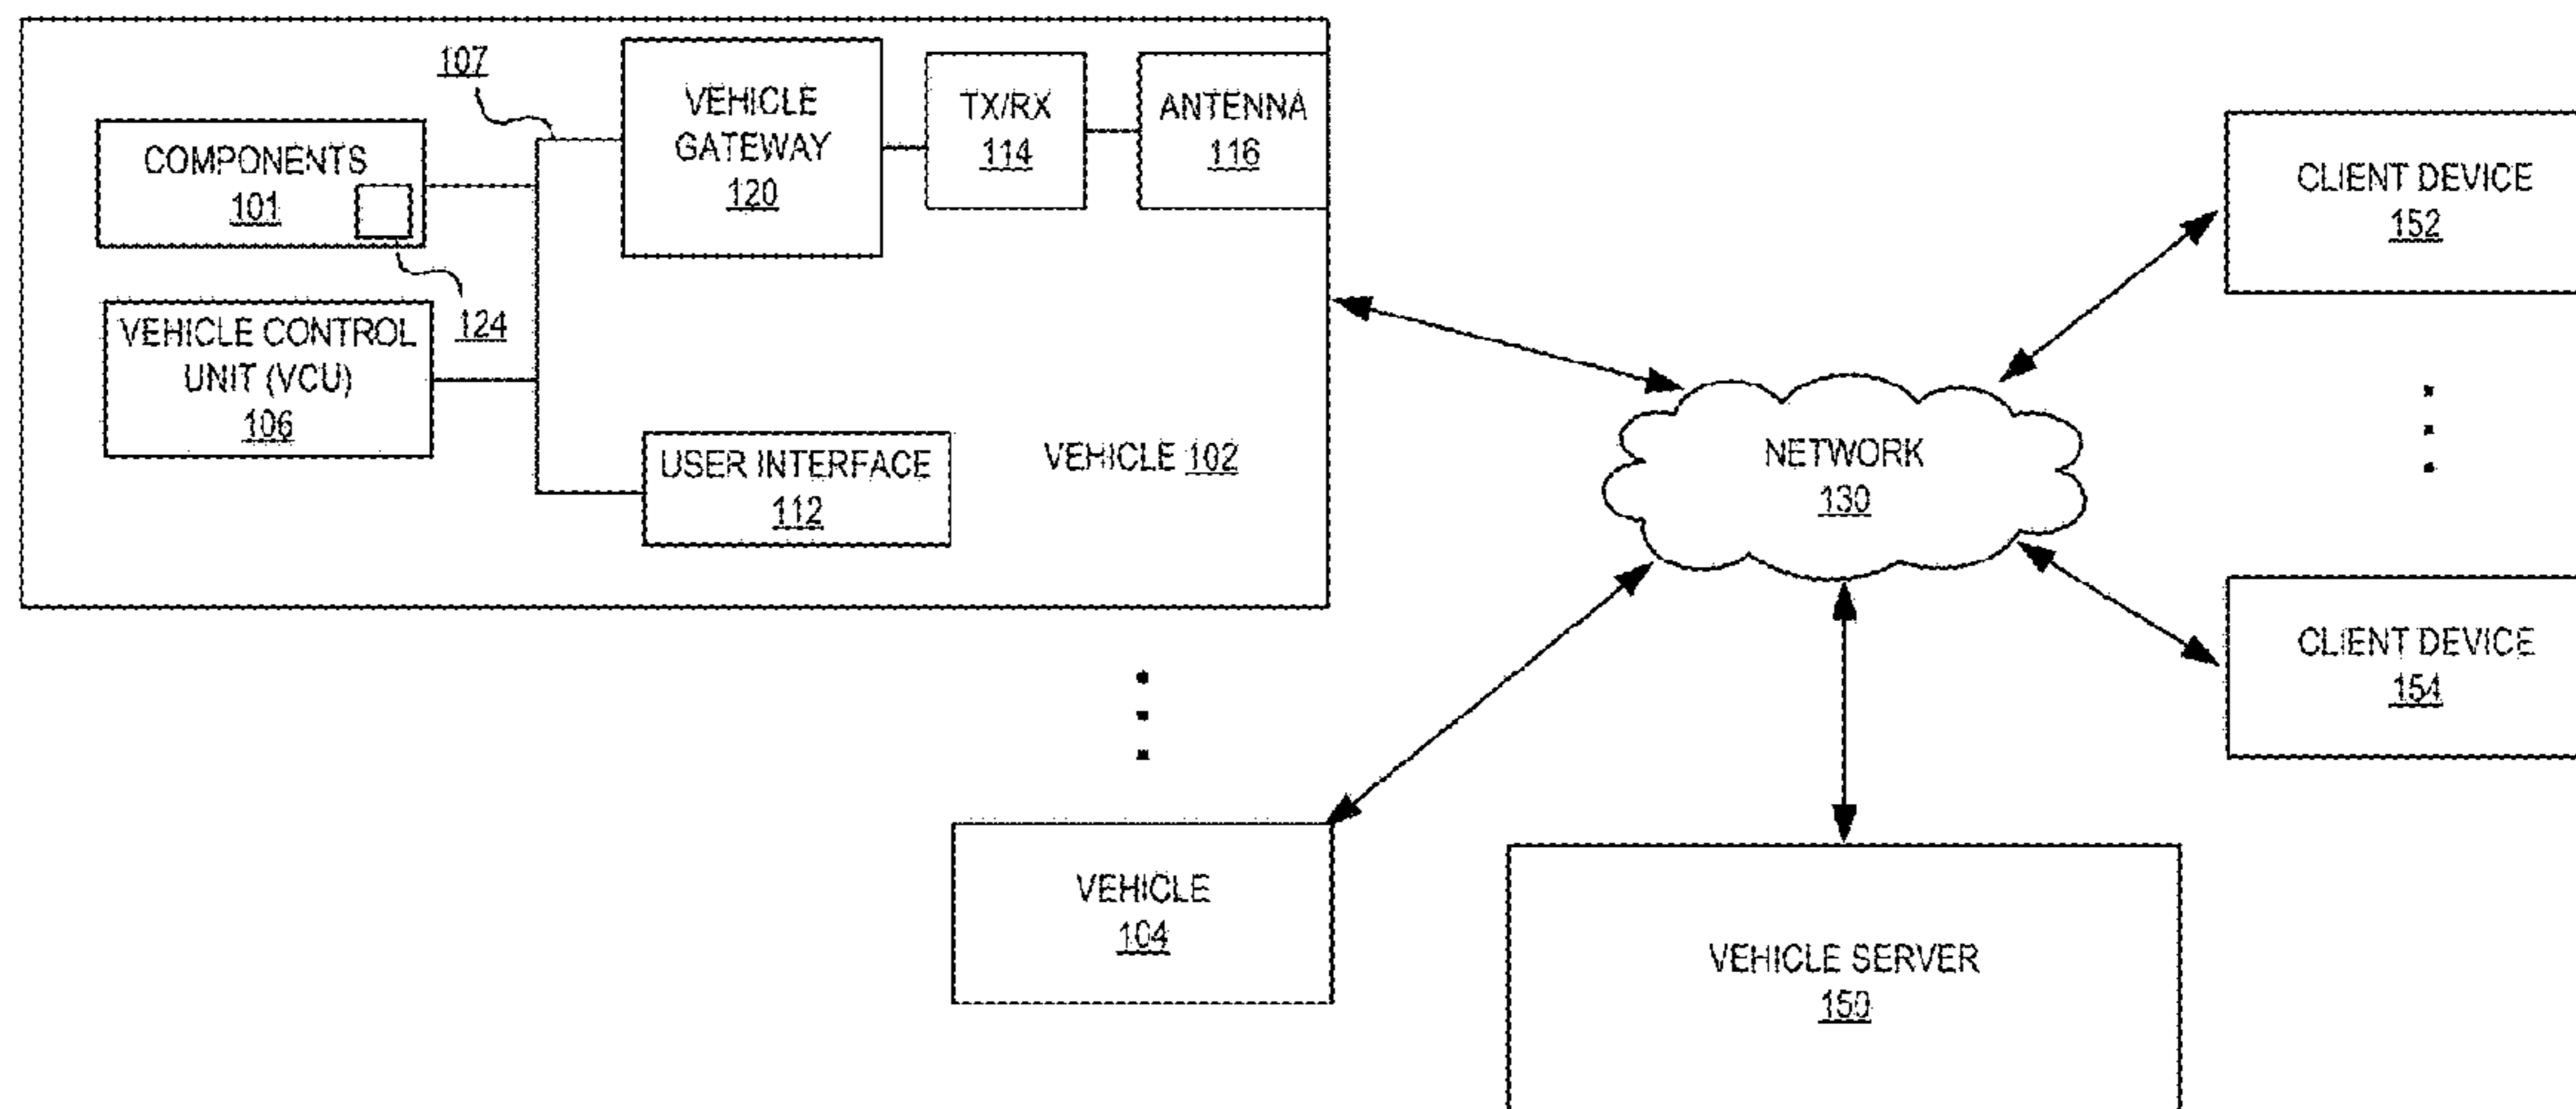 107
COMPONENTS
101
124
VEHICLE CONTROL
UNIT (VCU)
106
VEHICLE
GATEWAY
120
TX/RX
114
ANTENNA
116
USER INTERFACE
112
VEHICLE 102
NETWORK
130
CLIENT DEVICE
152
CLIENT DEVICE
154
VEHICLE
104
VEHICLE SERVER
150